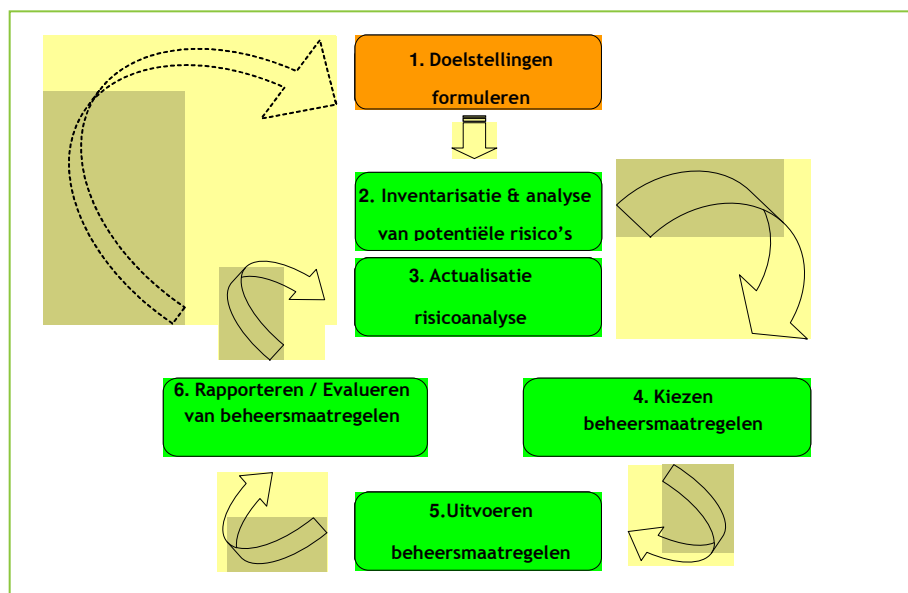 1. Doelstellingen
formuleren
2. Inventarisatie & analyse
van potentiële risico's
3. Actualisatie
risicoanalyse
6. Rapporteren / Evalueren
van beheersmaatregelen
4. Kiezen
beheersmaatregelen
5.Uitvoeren
beheersmaatregelen